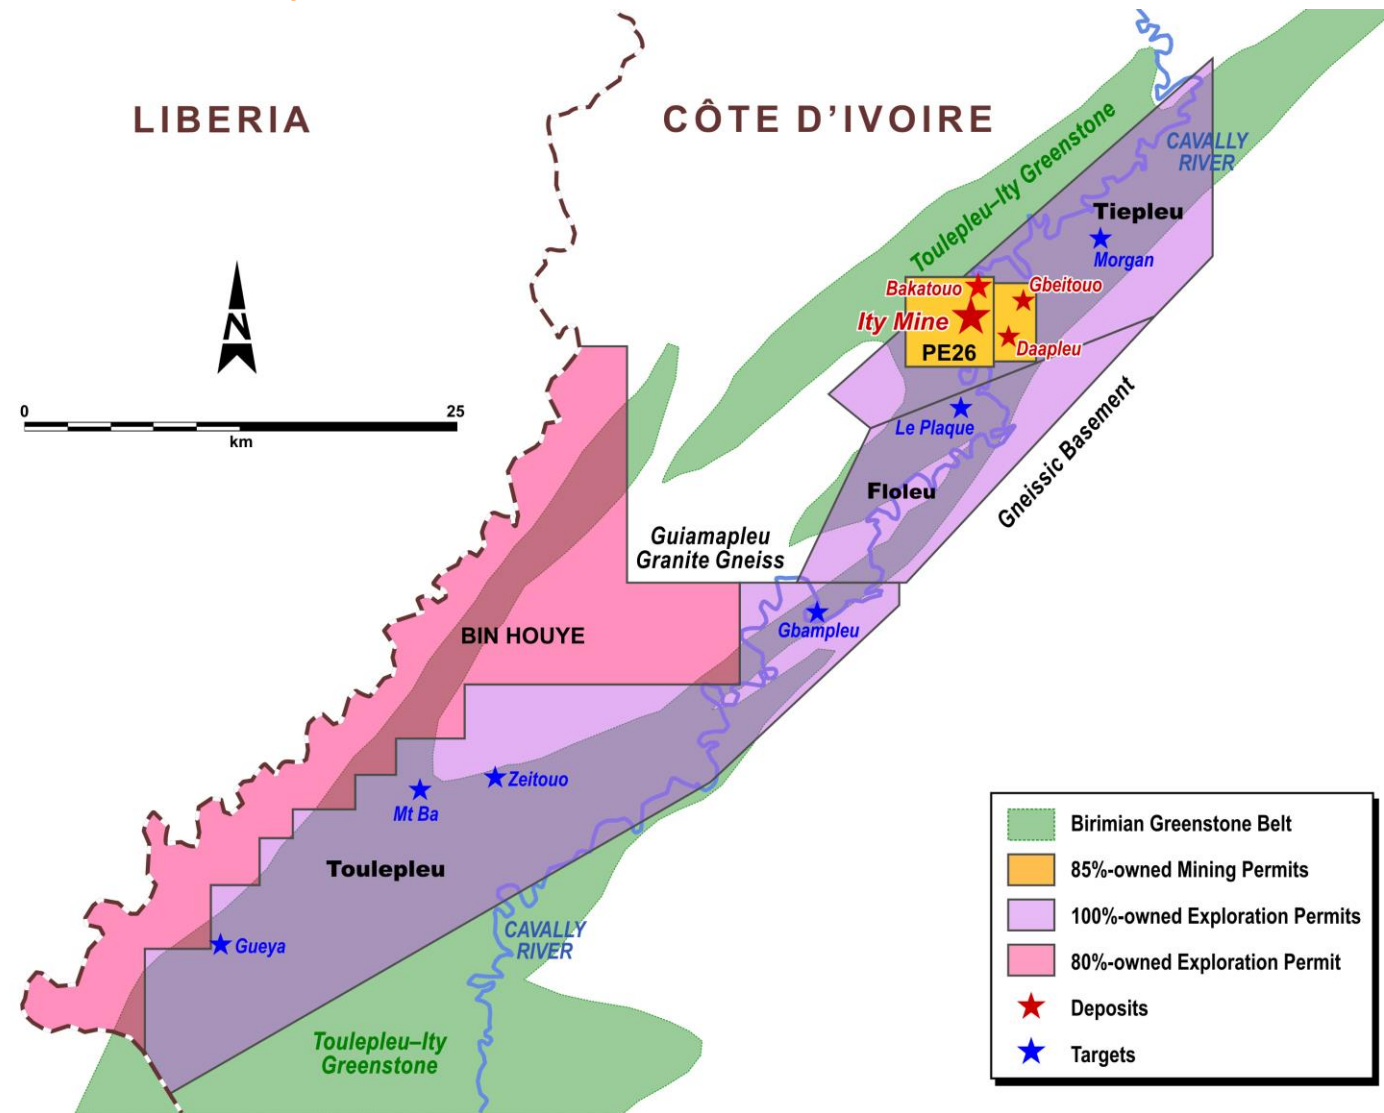 LIBERIA
CÔTE D'IVOIRE
Toulepleu–Ity Greenstone
CAVALLY
RIVER
Tiepleu
Morgan
Bakatouo
Gbeitouo
Ity Mine
PE26
Daapleu
N
0
25
km
Le Plaque
Gneissic Basement
Floleu
Guiamapleu
Granite Gneiss
Gbampleu
BIN HOUYE
Zeitouo
Mt Ba
Toulepleu
Gueya
CAVALLY
RIVER
Toulepleu–Ity
Greenstone
Birimian Greenstone Belt
85%-owned Mining Permits
100%-owned Exploration Permits
80%-owned Exploration Permit
Deposits
Targets